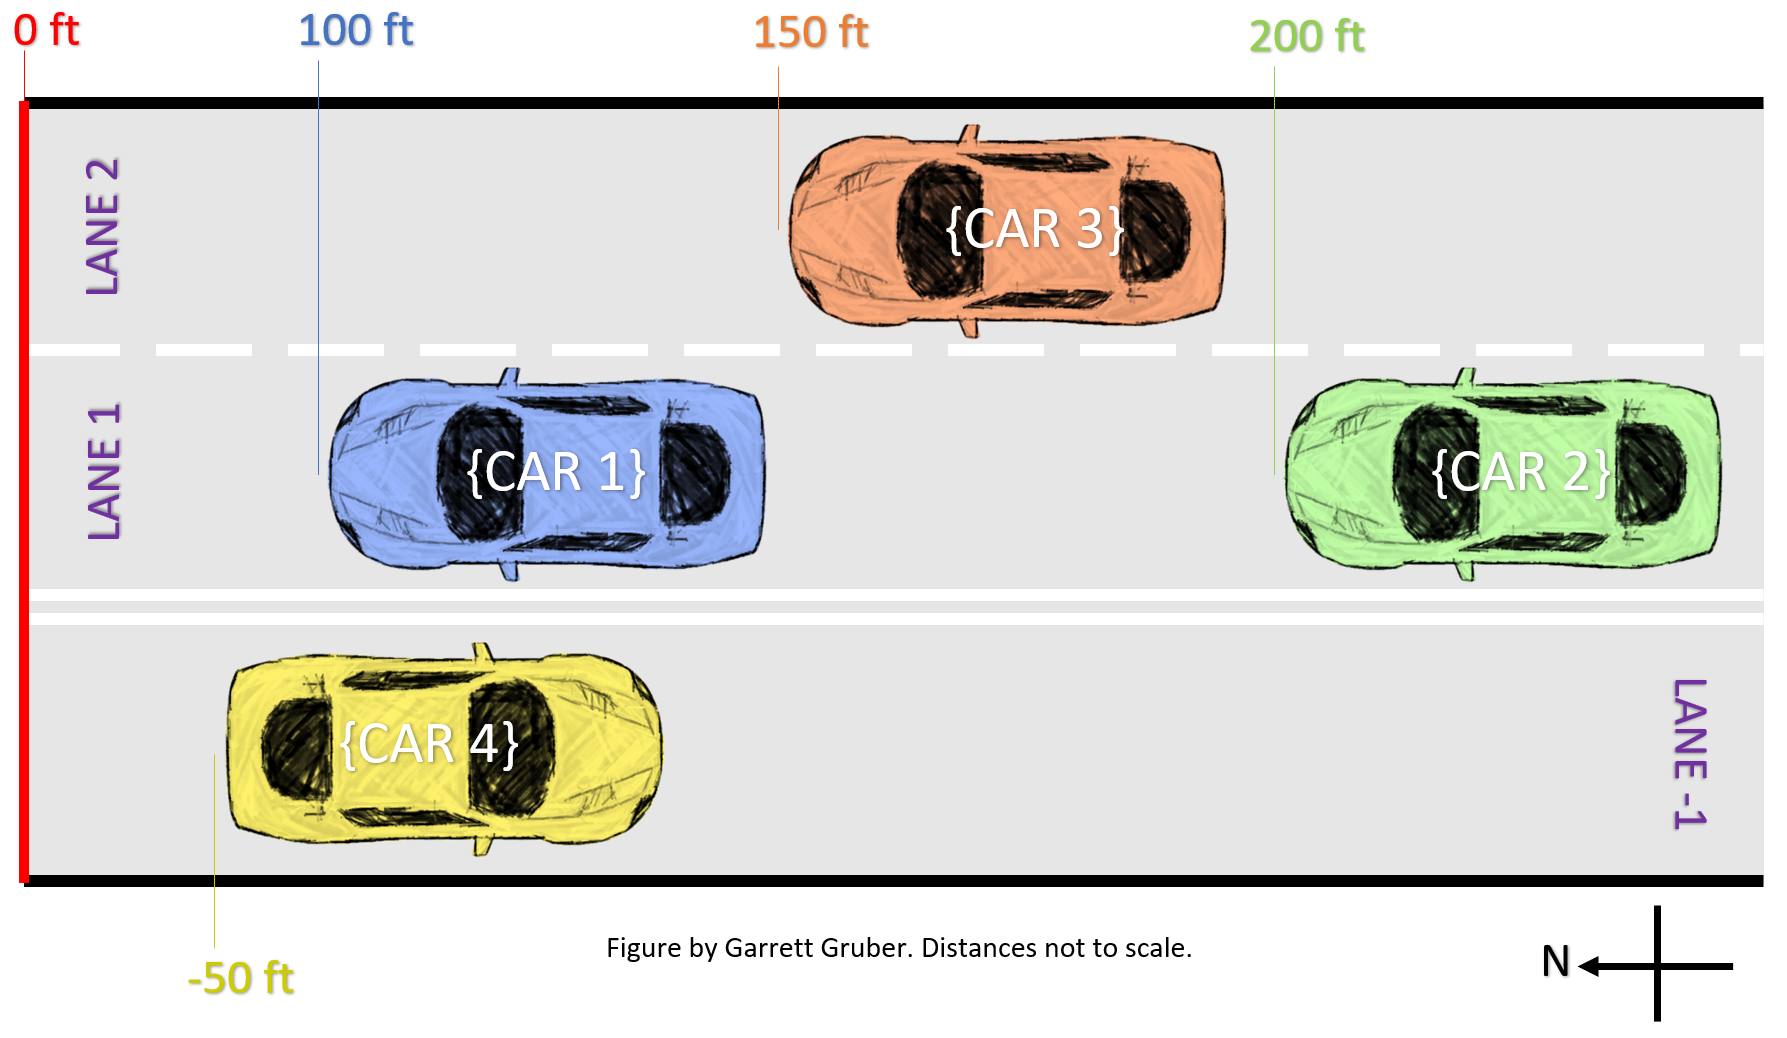 0 ft
100 ft
150 ft
200 ft
LANE 2
{CAR 3}
LANE 1
{CAR 1}
{CAR 2}
{CAR 4}
LANE -1
-50 ft
Figure by Garrett Gruber. Distances not to scale.
N